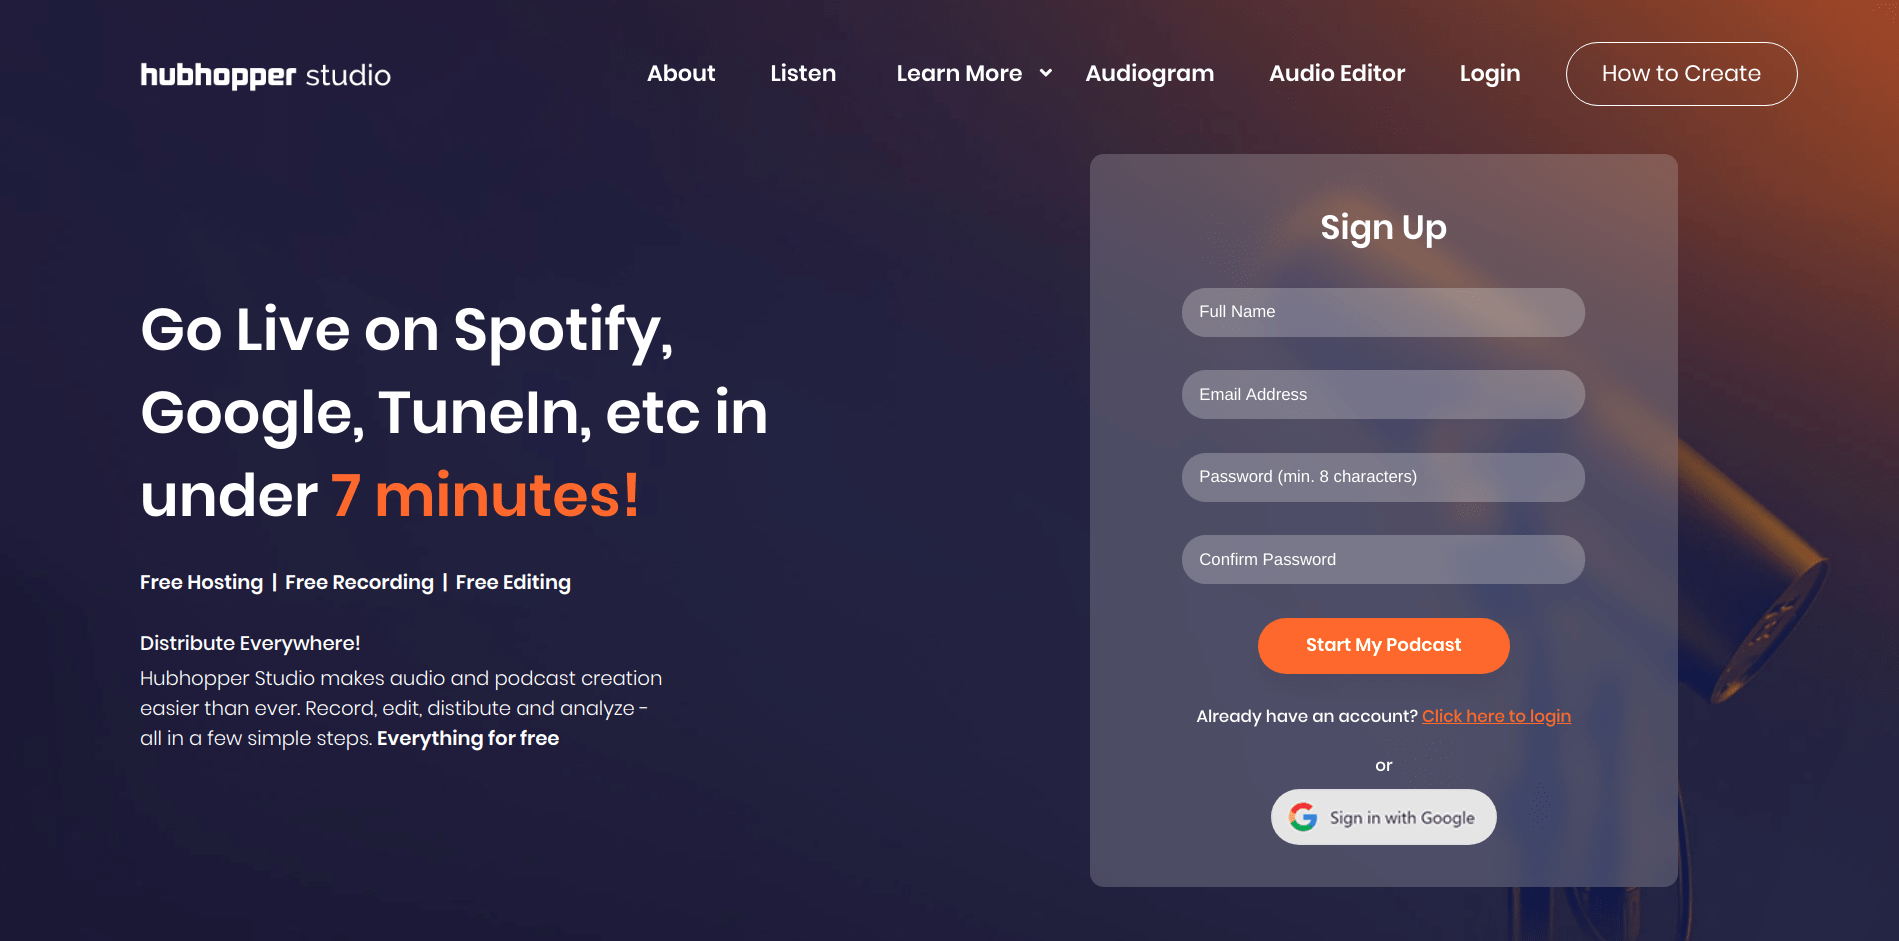 hubhopper studio
About Listen Learn More Audiogram Audio Editor Login How to Create
Go Live on Spotify,
Google, TuneIn, etc in
under 7 minutes!
Free Hosting | Free Recording | Free Editing
Distribute Everywhere!
Hubhopper Studio makes audio and podcast creation
easier than ever. Record, edit, distibute and analyze -
all in a few simple steps. Everything for free
Sign Up
Full Name
Email Address
Password (min. 8 characters)
Confirm Password
Start My Podcast
Already have an account? Click here to login
or
Sign in with Google